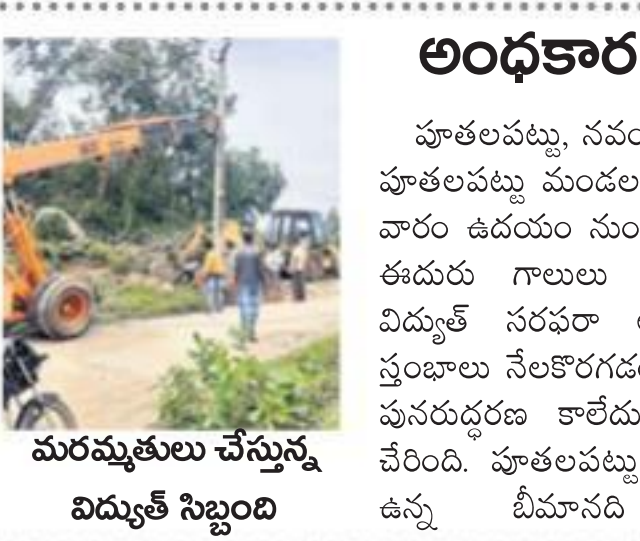 అంధకార
పూతలపట్టు, నవం
పూతలపట్టు మండల
వారం ఉదయం నుం
ఈదురు గాలులు
విద్యుత్ సరఫరా
స్తంభాలు నేలకొరగడం
పునరుద్ధరణ కాలేదు
చేరింది. పూతలపట్టు
ఉన్న బీమానది
మరమ్మతులు చేస్తున్న
విద్యుత్ సిబ్బంది